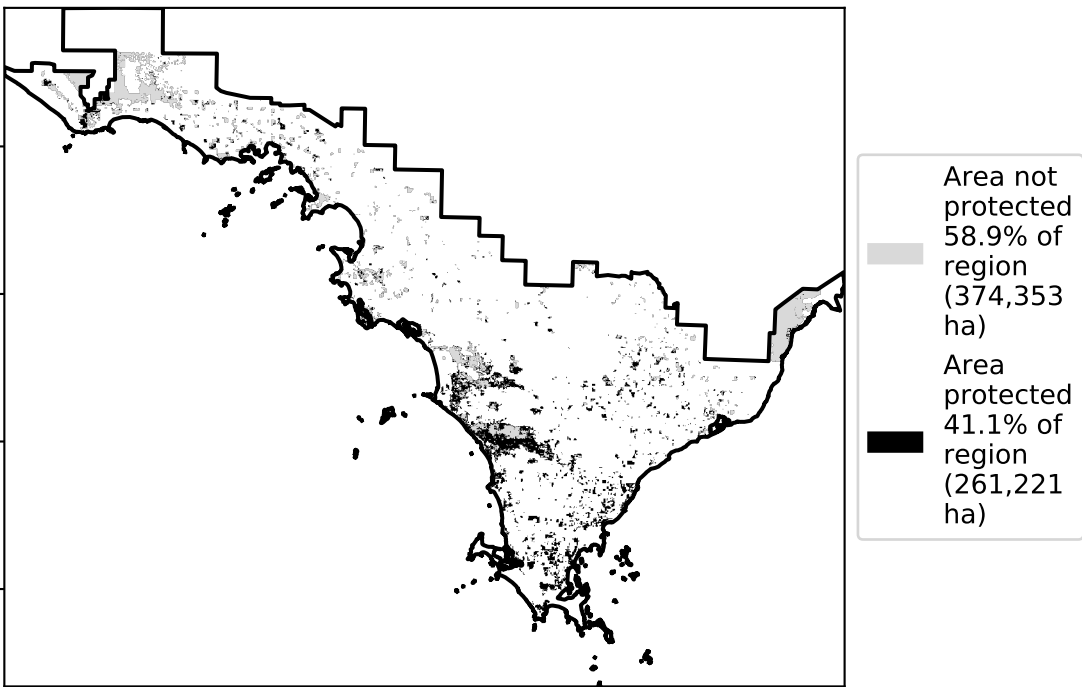 Area not
protected
58.9% of
region
(374,353
ha)
Area
protected
41.1% of
region
(261,221
ha)